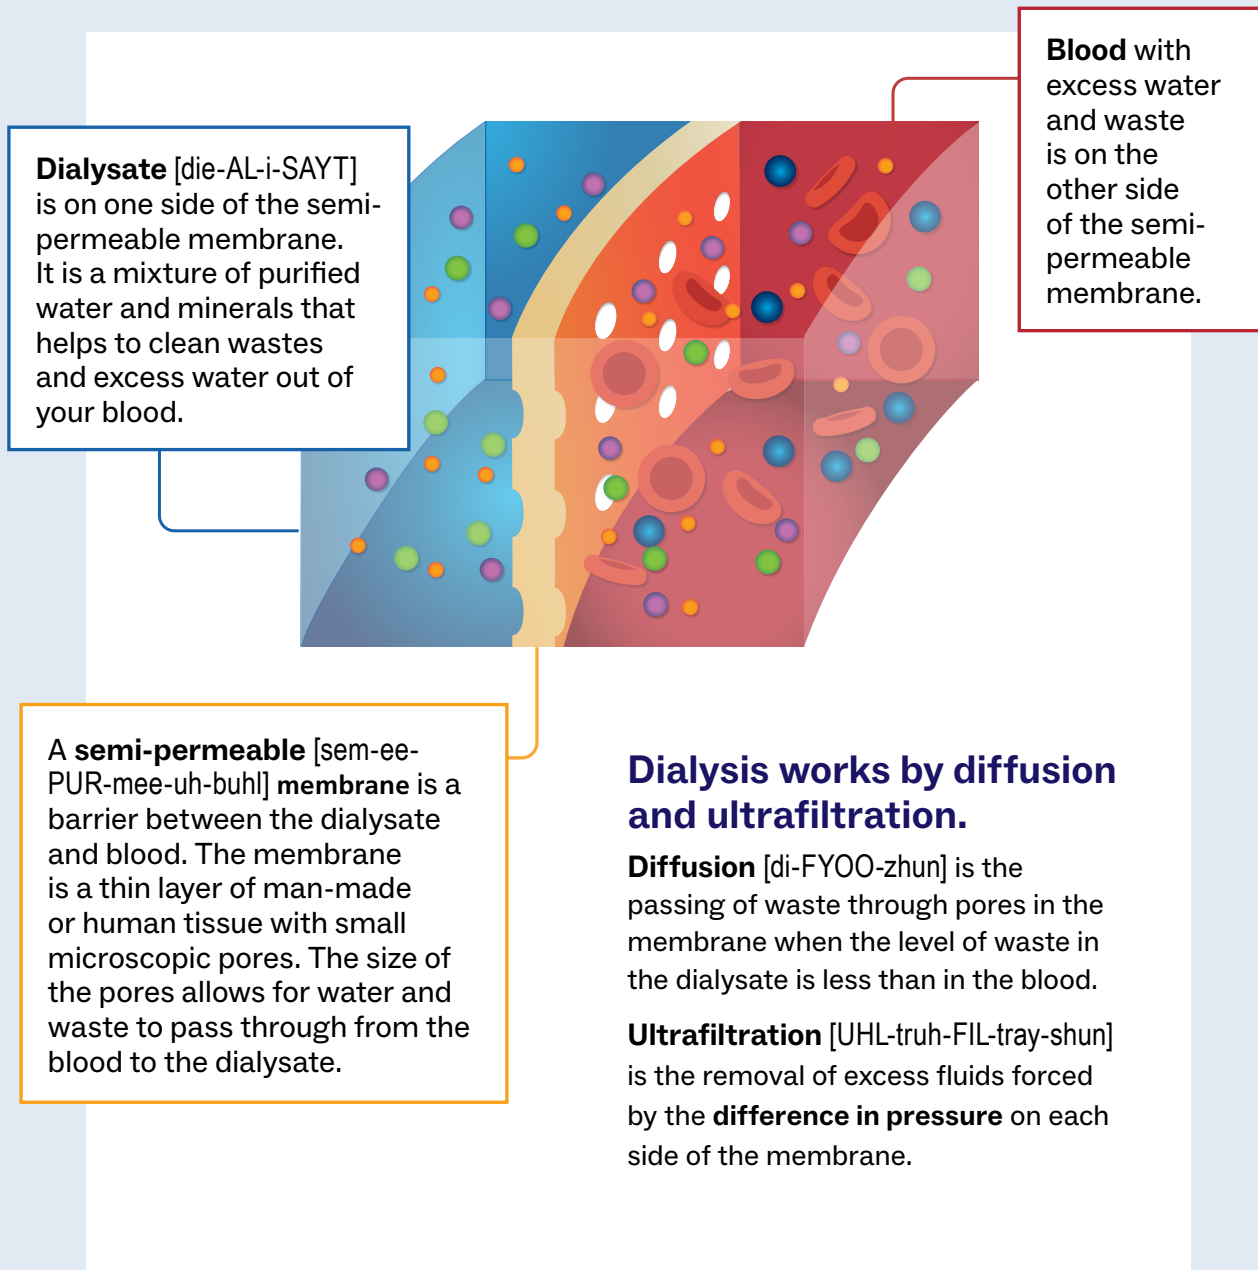 Blood with
excess water
and waste
is on the
other side
of the semi-
permeable
membrane.
Dialysate [die-AL-i-SAYT]
is on one side of the semi-
permeable membrane.
It is a mixture of purified
water and minerals that
helps to clean wastes
and excess water out of
your blood.
A semi-permeable [sem-ee-
PUR-mee-uh-buhl] membrane is a
barrier between the dialysate
and blood. The membrane
is a thin layer of man-made
or human tissue with small
microscopic pores. The size of
the pores allows for water and
waste to pass through from the
blood to the dialysate.
Dialysis works by diffusion
and ultrafiltration.
Diffusion [di-FYOO-zhun] is the
passing of waste through pores in the
membrane when the level of waste in
the dialysate is less than in the blood.
Ultrafiltration [UHL-truh-FIL-tray-shun]
is the removal of excess fluids forced
by the difference in pressure on each
side of the membrane.